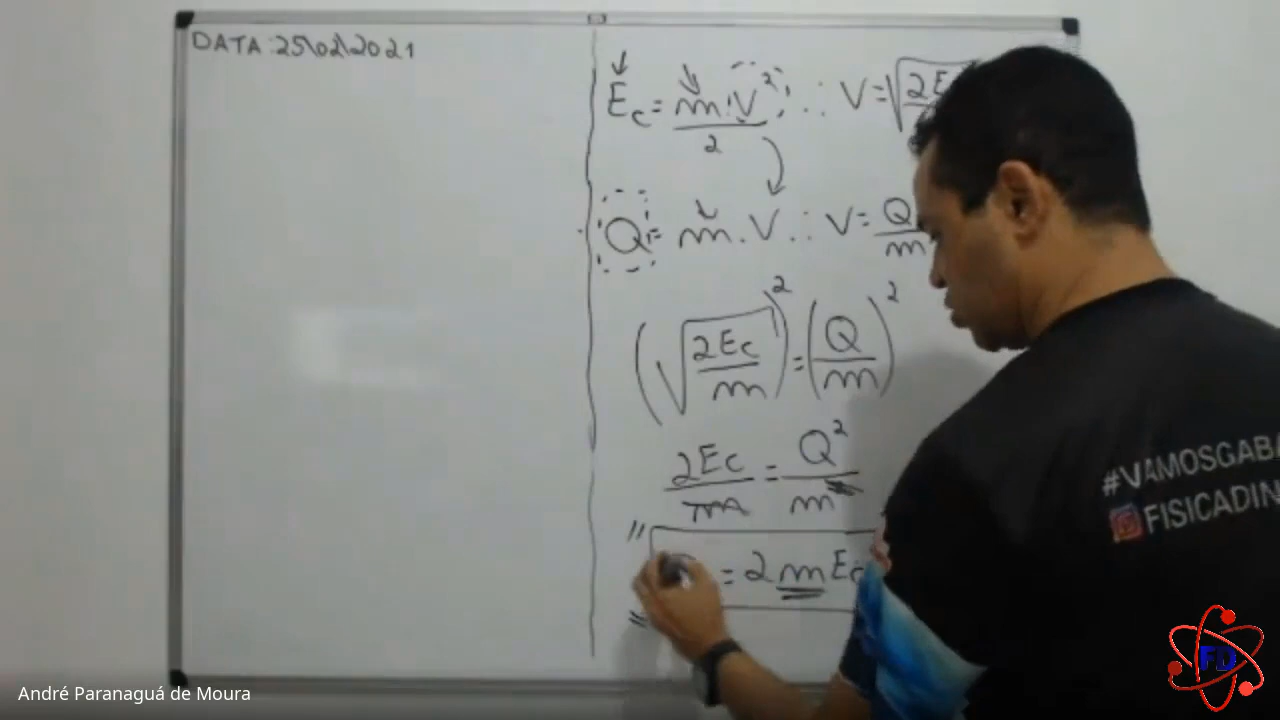 DATA: 25\02\2021
Ec = m.V² ∴ V = √2E
2
Q = m.V ∴ V = Q
m
(√2Ec/m)² = (Q/m)²
2Ec = Q²
m m
= 2mEc
#VAMOSGABA
FISICADIN
FD
André Paranaguá de Moura